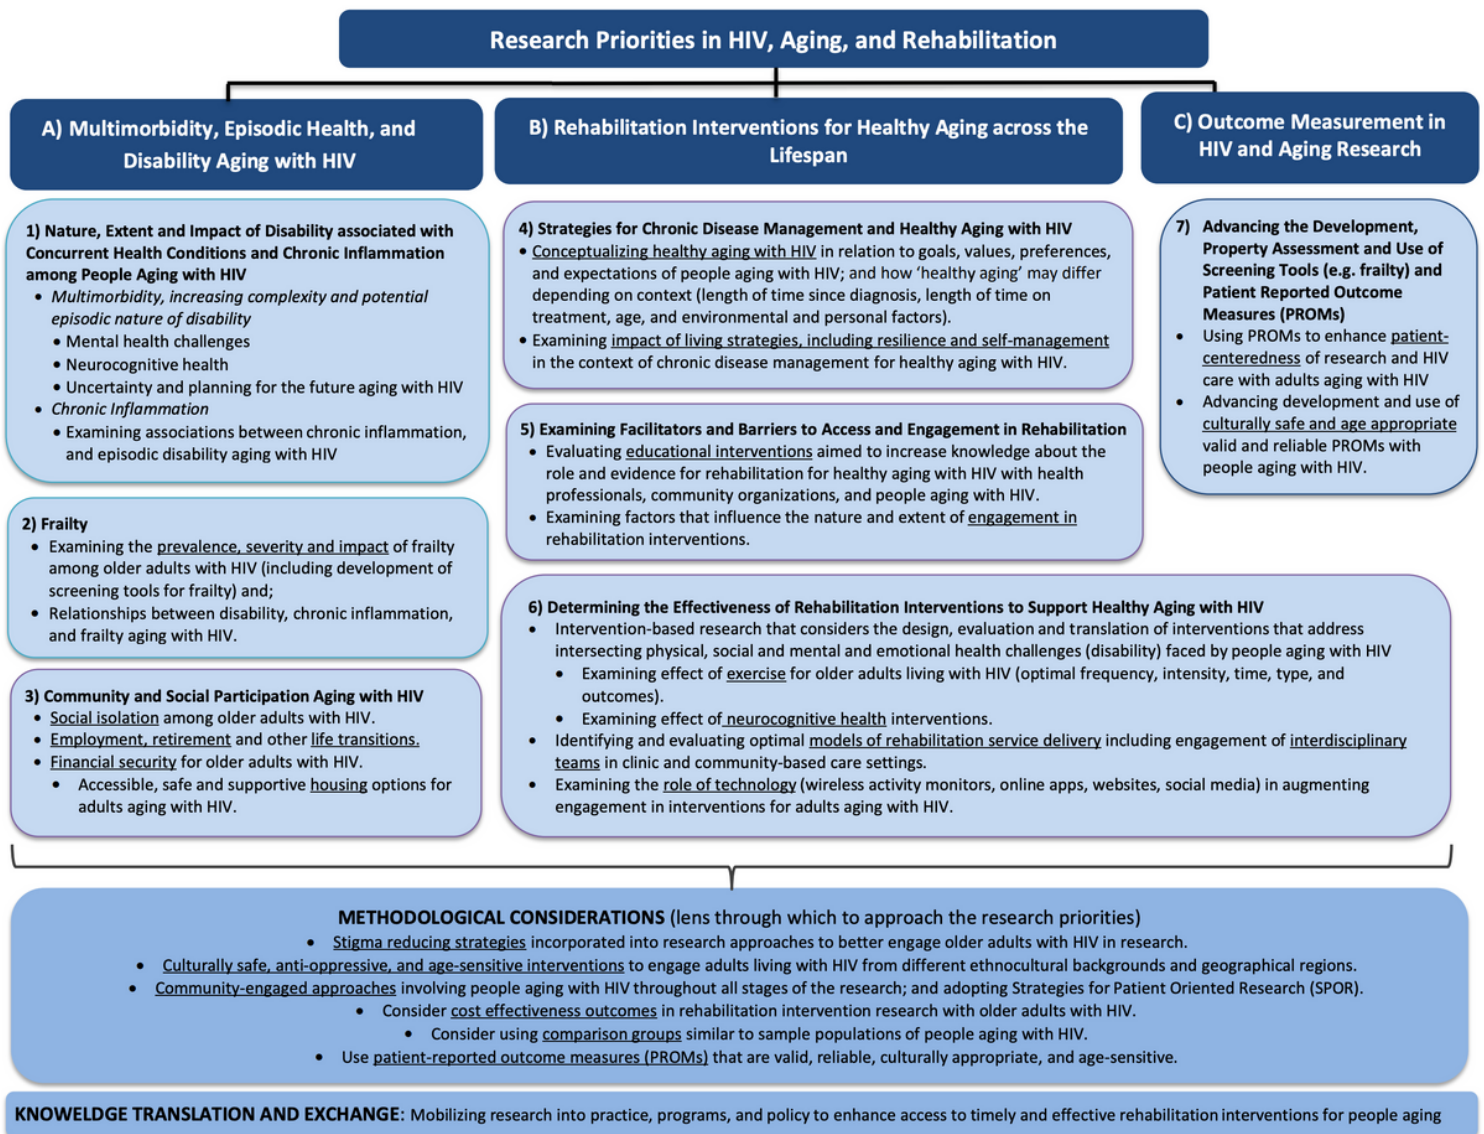 Research Priorities in HIV, Aging, and Rehabilitation
A) Multimorbidity, Episodic Health, and
Disability Aging with HIV
1) Nature, Extent and Impact of Disability associated with
Concurrent Health Conditions and Chronic Inflammation
among People Aging with HIV
• Multimorbidity, increasing complexity and potential
episodic nature of disability
• Mental health challenges
• Neurocognitive health
• Uncertainty and planning for the future aging with HIV
• Chronic Inflammation
• Examining associations between chronic inflammation,
and episodic disability aging with HIV
2) Frailty
• Examining the prevalence, severity and impact of frailty
among older adults with HIV (including development of
screening tools for frailty) and;
• Relationships between disability, chronic inflammation,
and frailty aging with HIV.
3) Community and Social Participation Aging with HIV
• Social isolation among older adults with HIV.
• Employment, retirement and other life transitions.
• Financial security for older adults with HIV.
• Accessible, safe and supportive housing options for
adults aging with HIV.
B) Rehabilitation Interventions for Healthy Aging across the
Lifespan
4) Strategies for Chronic Disease Management and Healthy Aging with HIV
• Conceptualizing healthy aging with HIV in relation to goals, values, preferences,
and expectations of people aging with HIV; and how ‘healthy aging’ may differ
depending on context (length of time since diagnosis, length of time on
treatment, age, and environmental and personal factors).
• Examining impact of living strategies, including resilience and self-management
in the context of chronic disease management for healthy aging with HIV.
5) Examining Facilitators and Barriers to Access and Engagement in Rehabilitation
• Evaluating educational interventions aimed to increase knowledge about the
role and evidence for rehabilitation for healthy aging with HIV with health
professionals, community organizations, and people aging with HIV.
• Examining factors that influence the nature and extent of engagement in
rehabilitation interventions.
6) Determining the Effectiveness of Rehabilitation Interventions to Support Healthy Aging with HIV
• Intervention-based research that considers the design, evaluation and translation of interventions that address
intersecting physical, social and mental and emotional health challenges (disability) faced by people aging with HIV
• Examining effect of exercise for older adults living with HIV (optimal frequency, intensity, time, type, and
outcomes).
• Examining effect of neurocognitive health interventions.
• Identifying and evaluating optimal models of rehabilitation service delivery including engagement of interdisciplinary
teams in clinic and community-based care settings.
• Examining the role of technology (wireless activity monitors, online apps, websites, social media) in augmenting
engagement in interventions for adults aging with HIV.
C) Outcome Measurement in
HIV and Aging Research
7) Advancing the Development,
Property Assessment and Use of
Screening Tools (e.g. frailty) and
Patient Reported Outcome
Measures (PROMs)
• Using PROMs to enhance patient-
centeredness of research and HIV
care with adults aging with HIV
• Advancing development and use of
culturally safe and age appropriate
valid and reliable PROMs with
people aging with HIV.
METHODOLOGICAL CONSIDERATIONS (lens through which to approach the research priorities)
• Stigma reducing strategies incorporated into research approaches to better engage older adults with HIV in research.
• Culturally safe, anti-oppressive, and age-sensitive interventions to engage adults living with HIV from different ethnocultural backgrounds and geographical regions.
• Community-engaged approaches involving people aging with HIV throughout all stages of the research; and adopting Strategies for Patient Oriented Research (SPOR).
• Consider cost effectiveness outcomes in rehabilitation intervention research with older adults with HIV.
• Consider using comparison groups similar to sample populations of people aging with HIV.
• Use patient-reported outcome measures (PROMs) that are valid, reliable, culturally appropriate, and age-sensitive.
KNOWELDGE TRANSLATION AND EXCHANGE: Mobilizing research into practice, programs, and policy to enhance access to timely and effective rehabilitation interventions for people aging